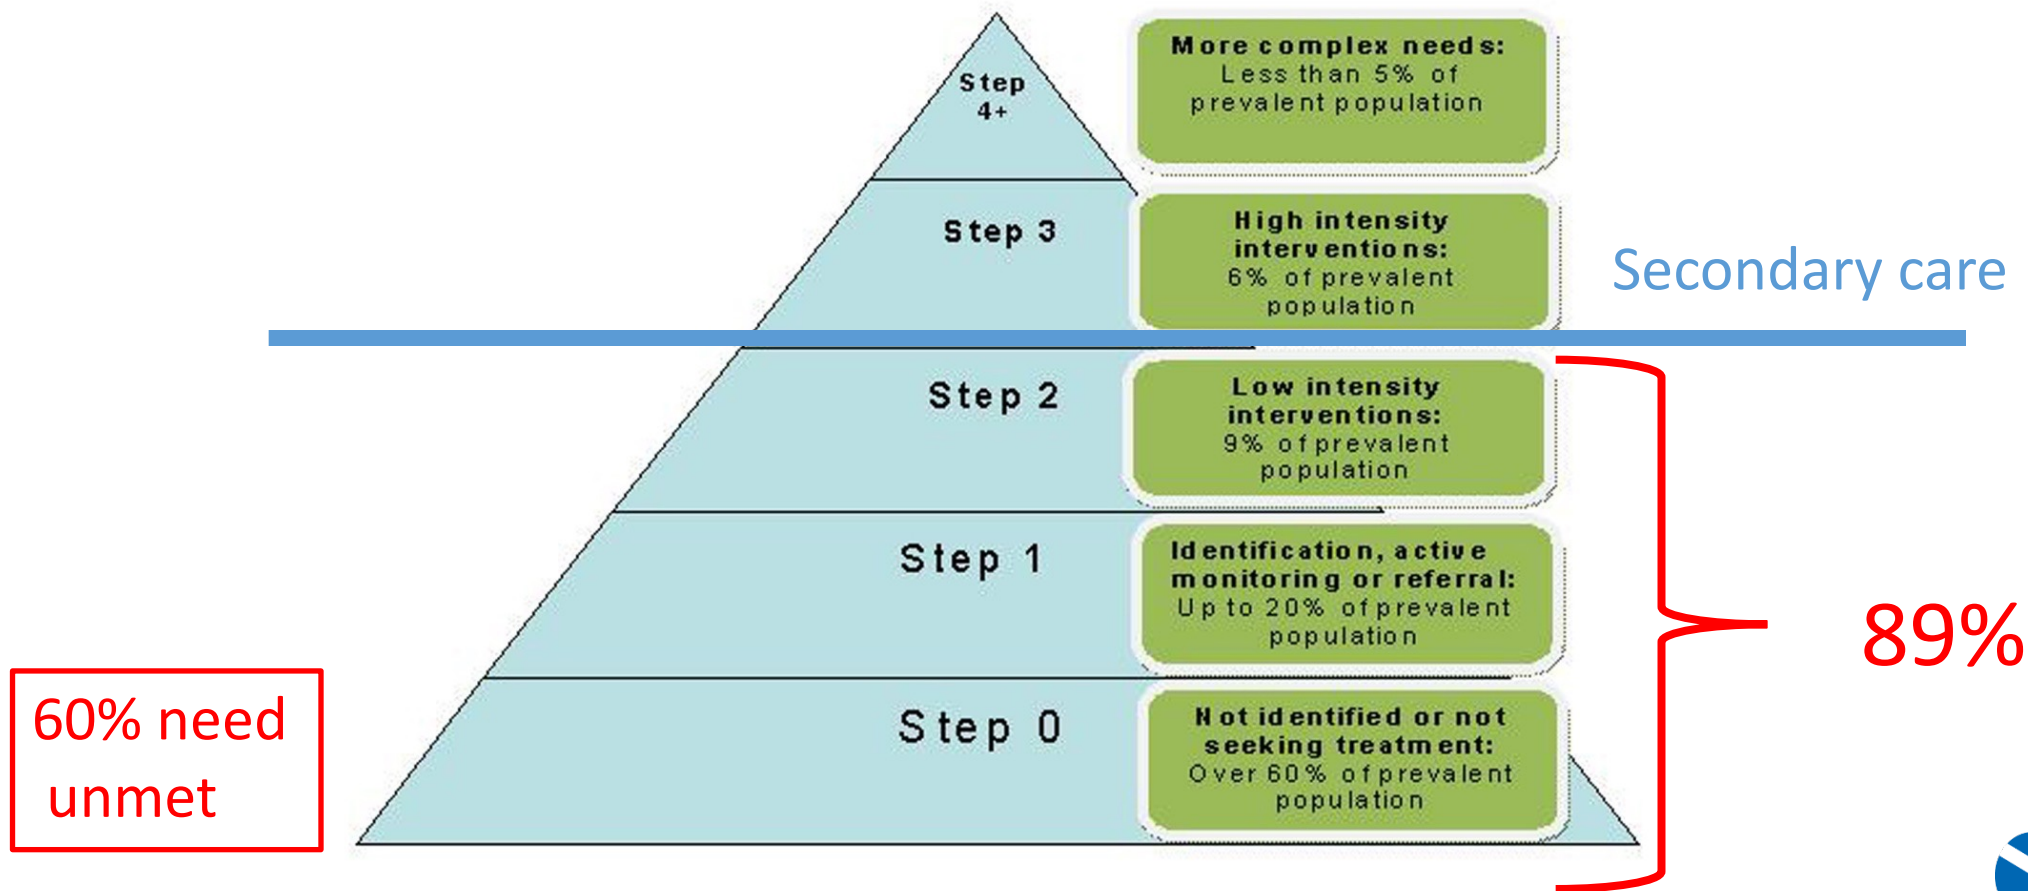 Step
4+
More complex needs:
Less than 5% of
prevalent population
Step 3
High intensity
interventions:
6% of prevalent
population
Secondary care
Step 2
Low intensity
interventions:
9% of prevalent
population
Step 1
Identification, active
monitoring or referral:
Up to 20% of prevalent
population
89%
60% need
unmet
Step 0
Not identified or not
seeking treatment:
Over 60% of prevalent
population